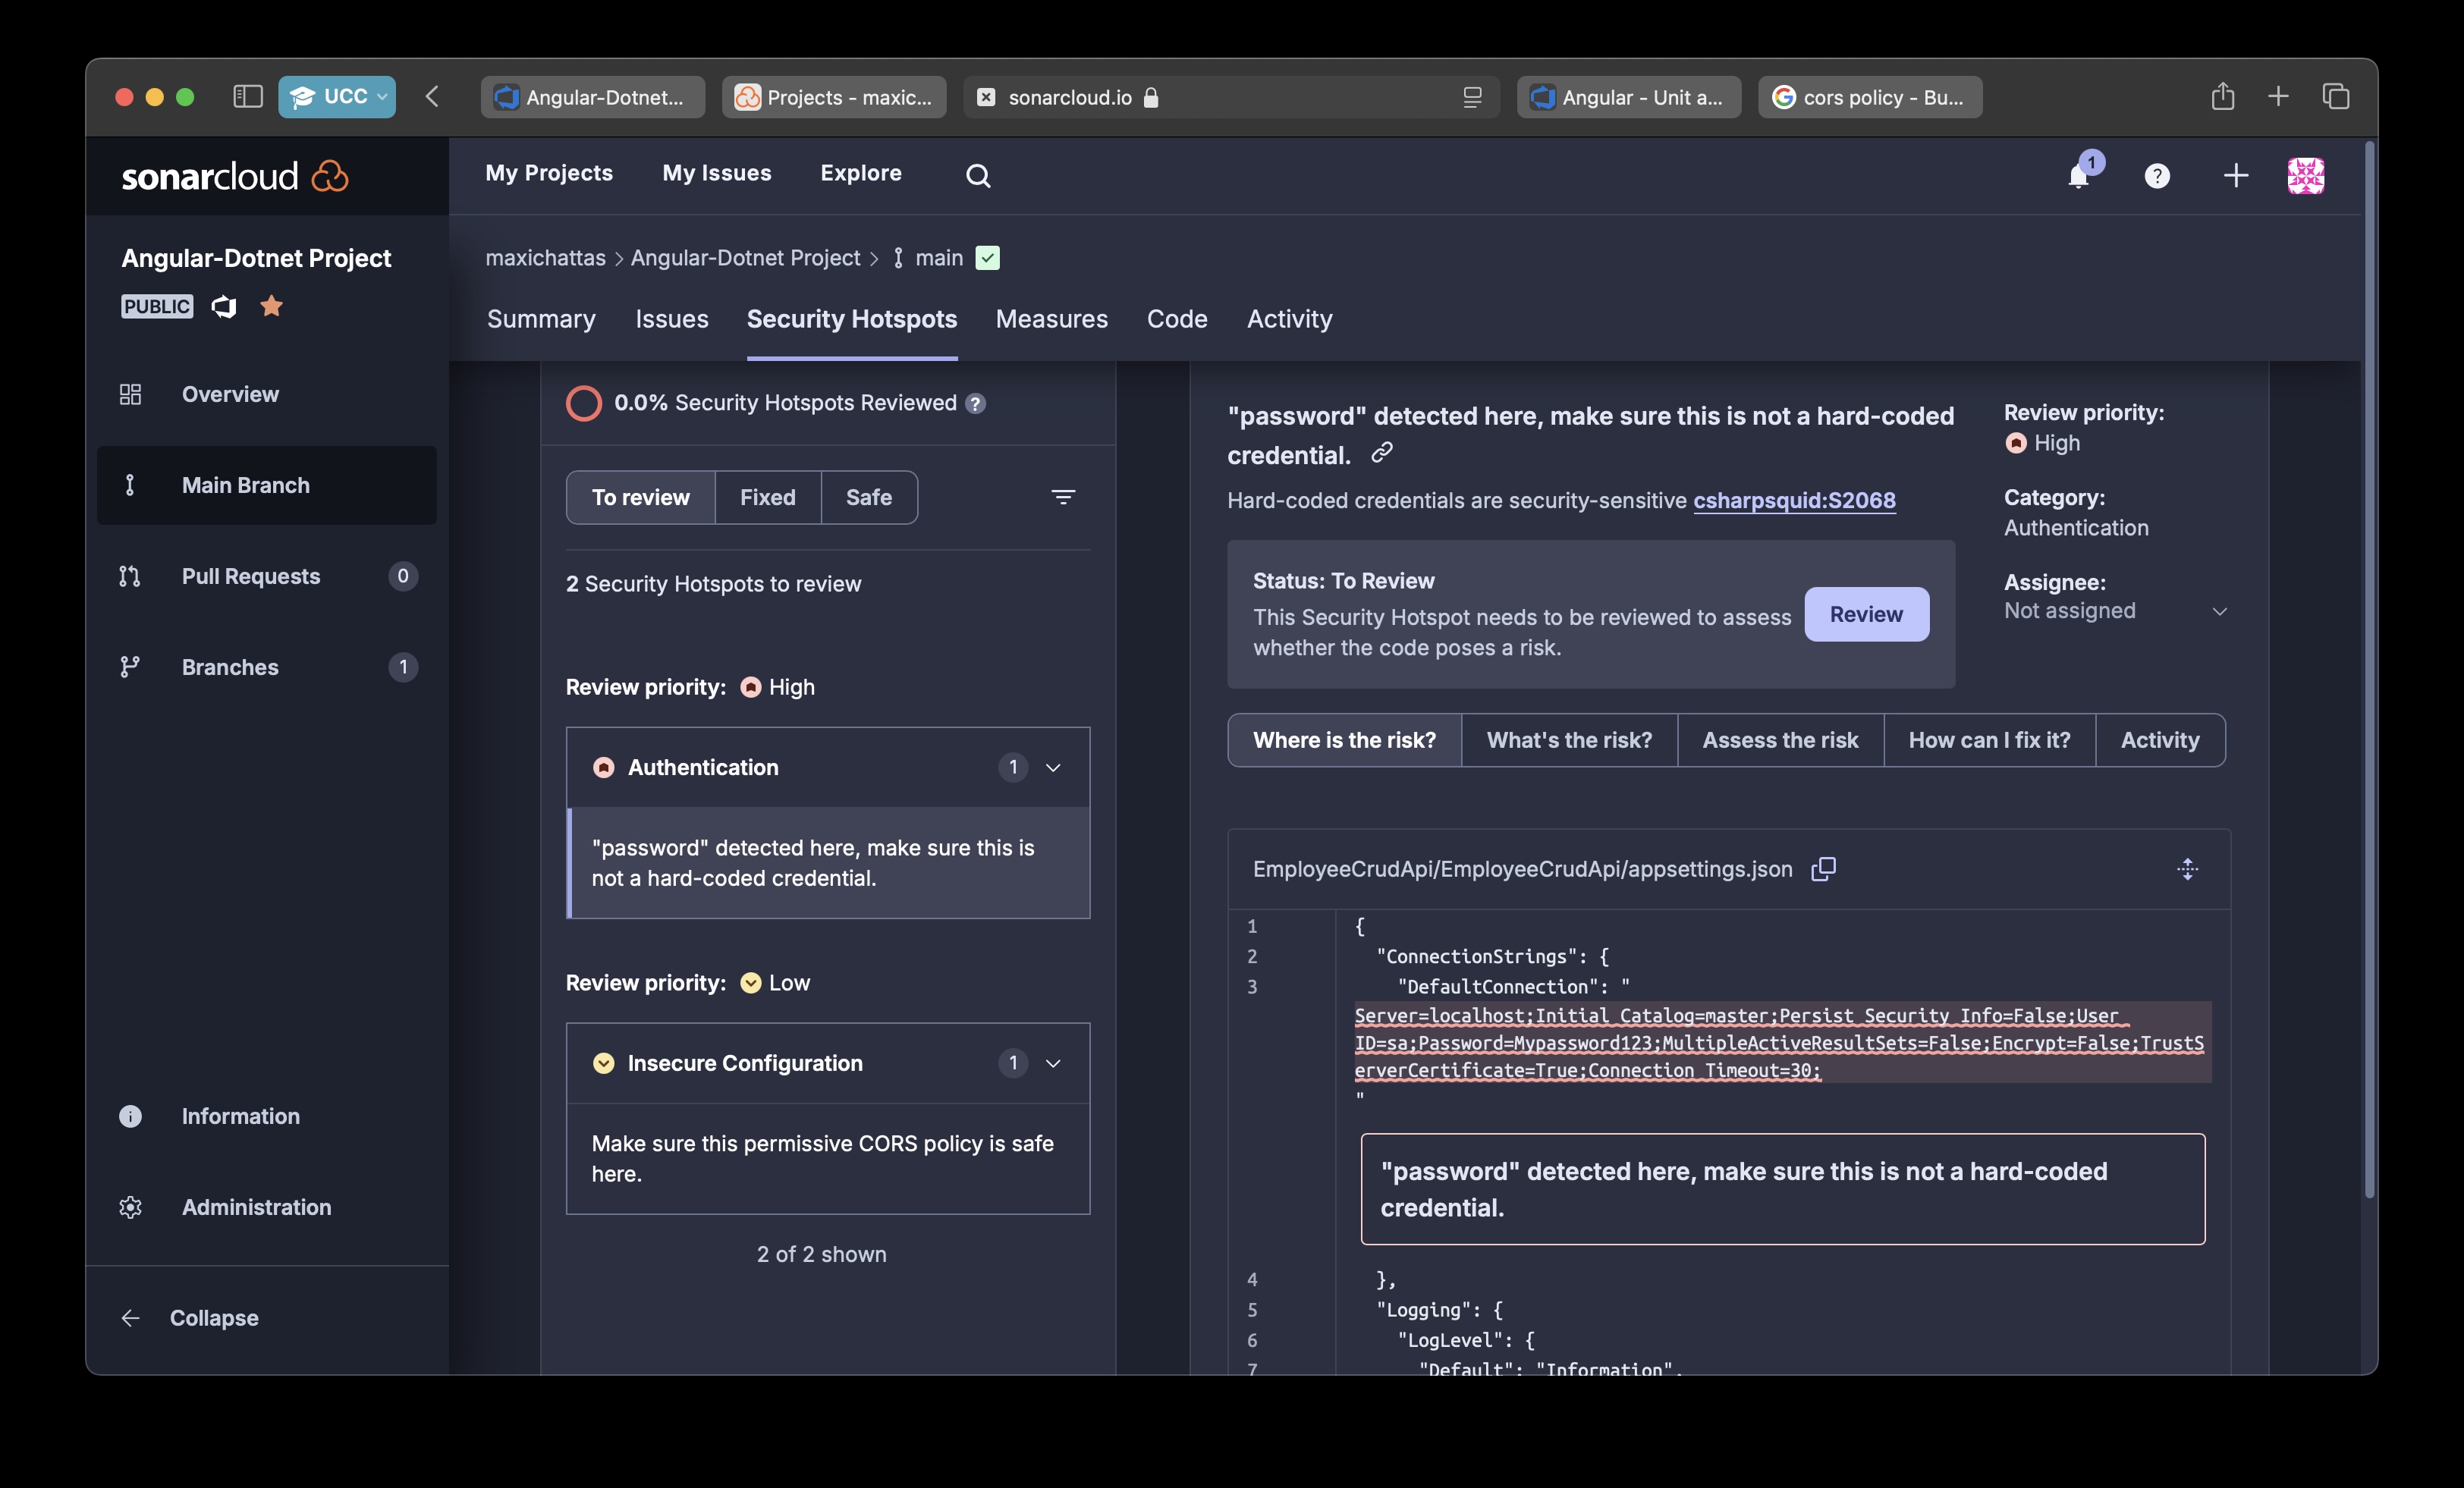 UCC
Angular-Dotnet...
Projects - maxic...
sonarcloud.io
Angular - Unit a...
cors policy - Bu...
sonarcloud
My Projects
My Issues
Explore
1
Angular-Dotnet Project
PUBLIC
Overview
Main Branch
Pull Requests
0
Branches
1
Information
Administration
Collapse
maxichattas > Angular-Dotnet Project > main
Summary
Issues
Security Hotspots
Measures
Code
Activity
0.0% Security Hotspots Reviewed
To review
Fixed
Safe
2 Security Hotspots to review
Review priority: High
Authentication
1
"password" detected here, make sure this is
not a hard-coded credential.
Review priority: Low
Insecure Configuration
1
Make sure this permissive CORS policy is safe
here.
2 of 2 shown
"password" detected here, make sure this is not a hard-coded
credential.
Hard-coded credentials are security-sensitive csharpsquid:S2068
Status: To Review
This Security Hotspot needs to be reviewed to assess
whether the code poses a risk.
Review
Review priority:
High
Category:
Authentication
Assignee:
Not assigned
Where is the risk?
What's the risk?
Assess the risk
How can I fix it?
Activity
EmployeeCrudApi/EmployeeCrudApi/appsettings.json
1 {
2 "ConnectionStrings": {
3 "DefaultConnection": "
Server=localhost;Initial Catalog=master;Persist Security Info=False;User
ID=sa;Password=Mypassword123;MultipleActiveResultSets=False;Encrypt=False;TrustS
erverCertificate=True;Connection Timeout=30;
"
"password" detected here, make sure this is not a hard-coded
credential.
4 },
5 "Logging": {
6 "LogLevel": {
7 "Default": "Information",